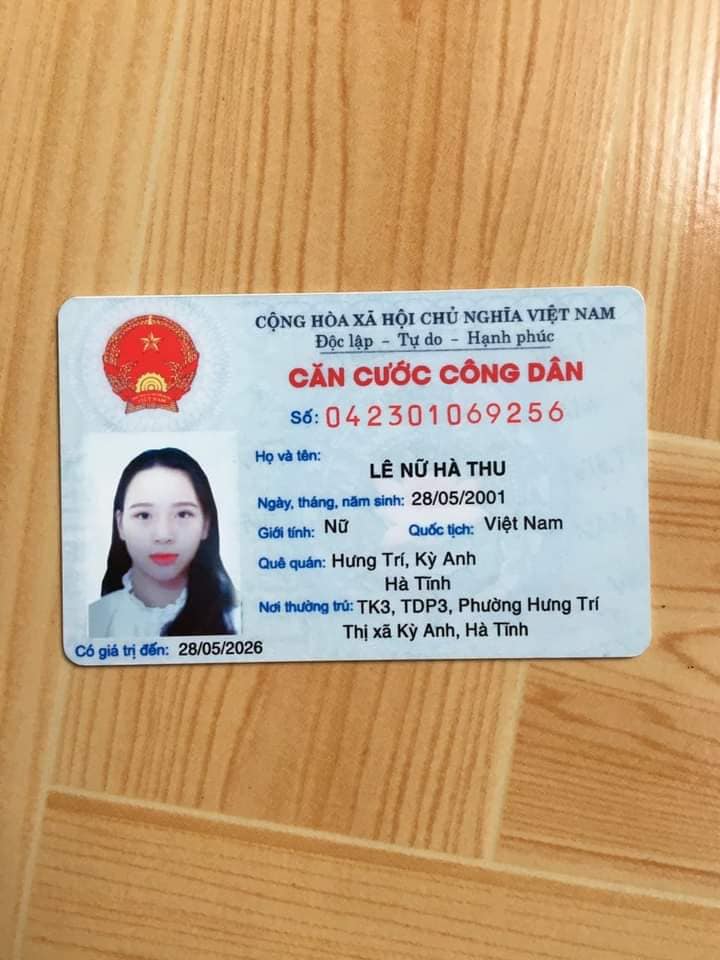 CỘNG HÒA XÃ HỘI CHỦ NGHĨA VIỆT NAM
Độc lập - Tự do - Hạnh phúc
CĂN CƯỚC CÔNG DÂN
Số: 042301069256
Họ và tên:
LÊ NỮ HÀ THU
Ngày, tháng, năm sinh: 28/05/2001
Giới tính: Nữ Quốc tịch: Việt Nam
Quê quán: Hưng Trí, Kỳ Anh
Hà Tĩnh
Nơi thường trú: TK3, TDP3, Phường Hưng Trí
Thị xã Kỳ Anh, Hà Tĩnh
Có giá trị đến: 28/05/2026